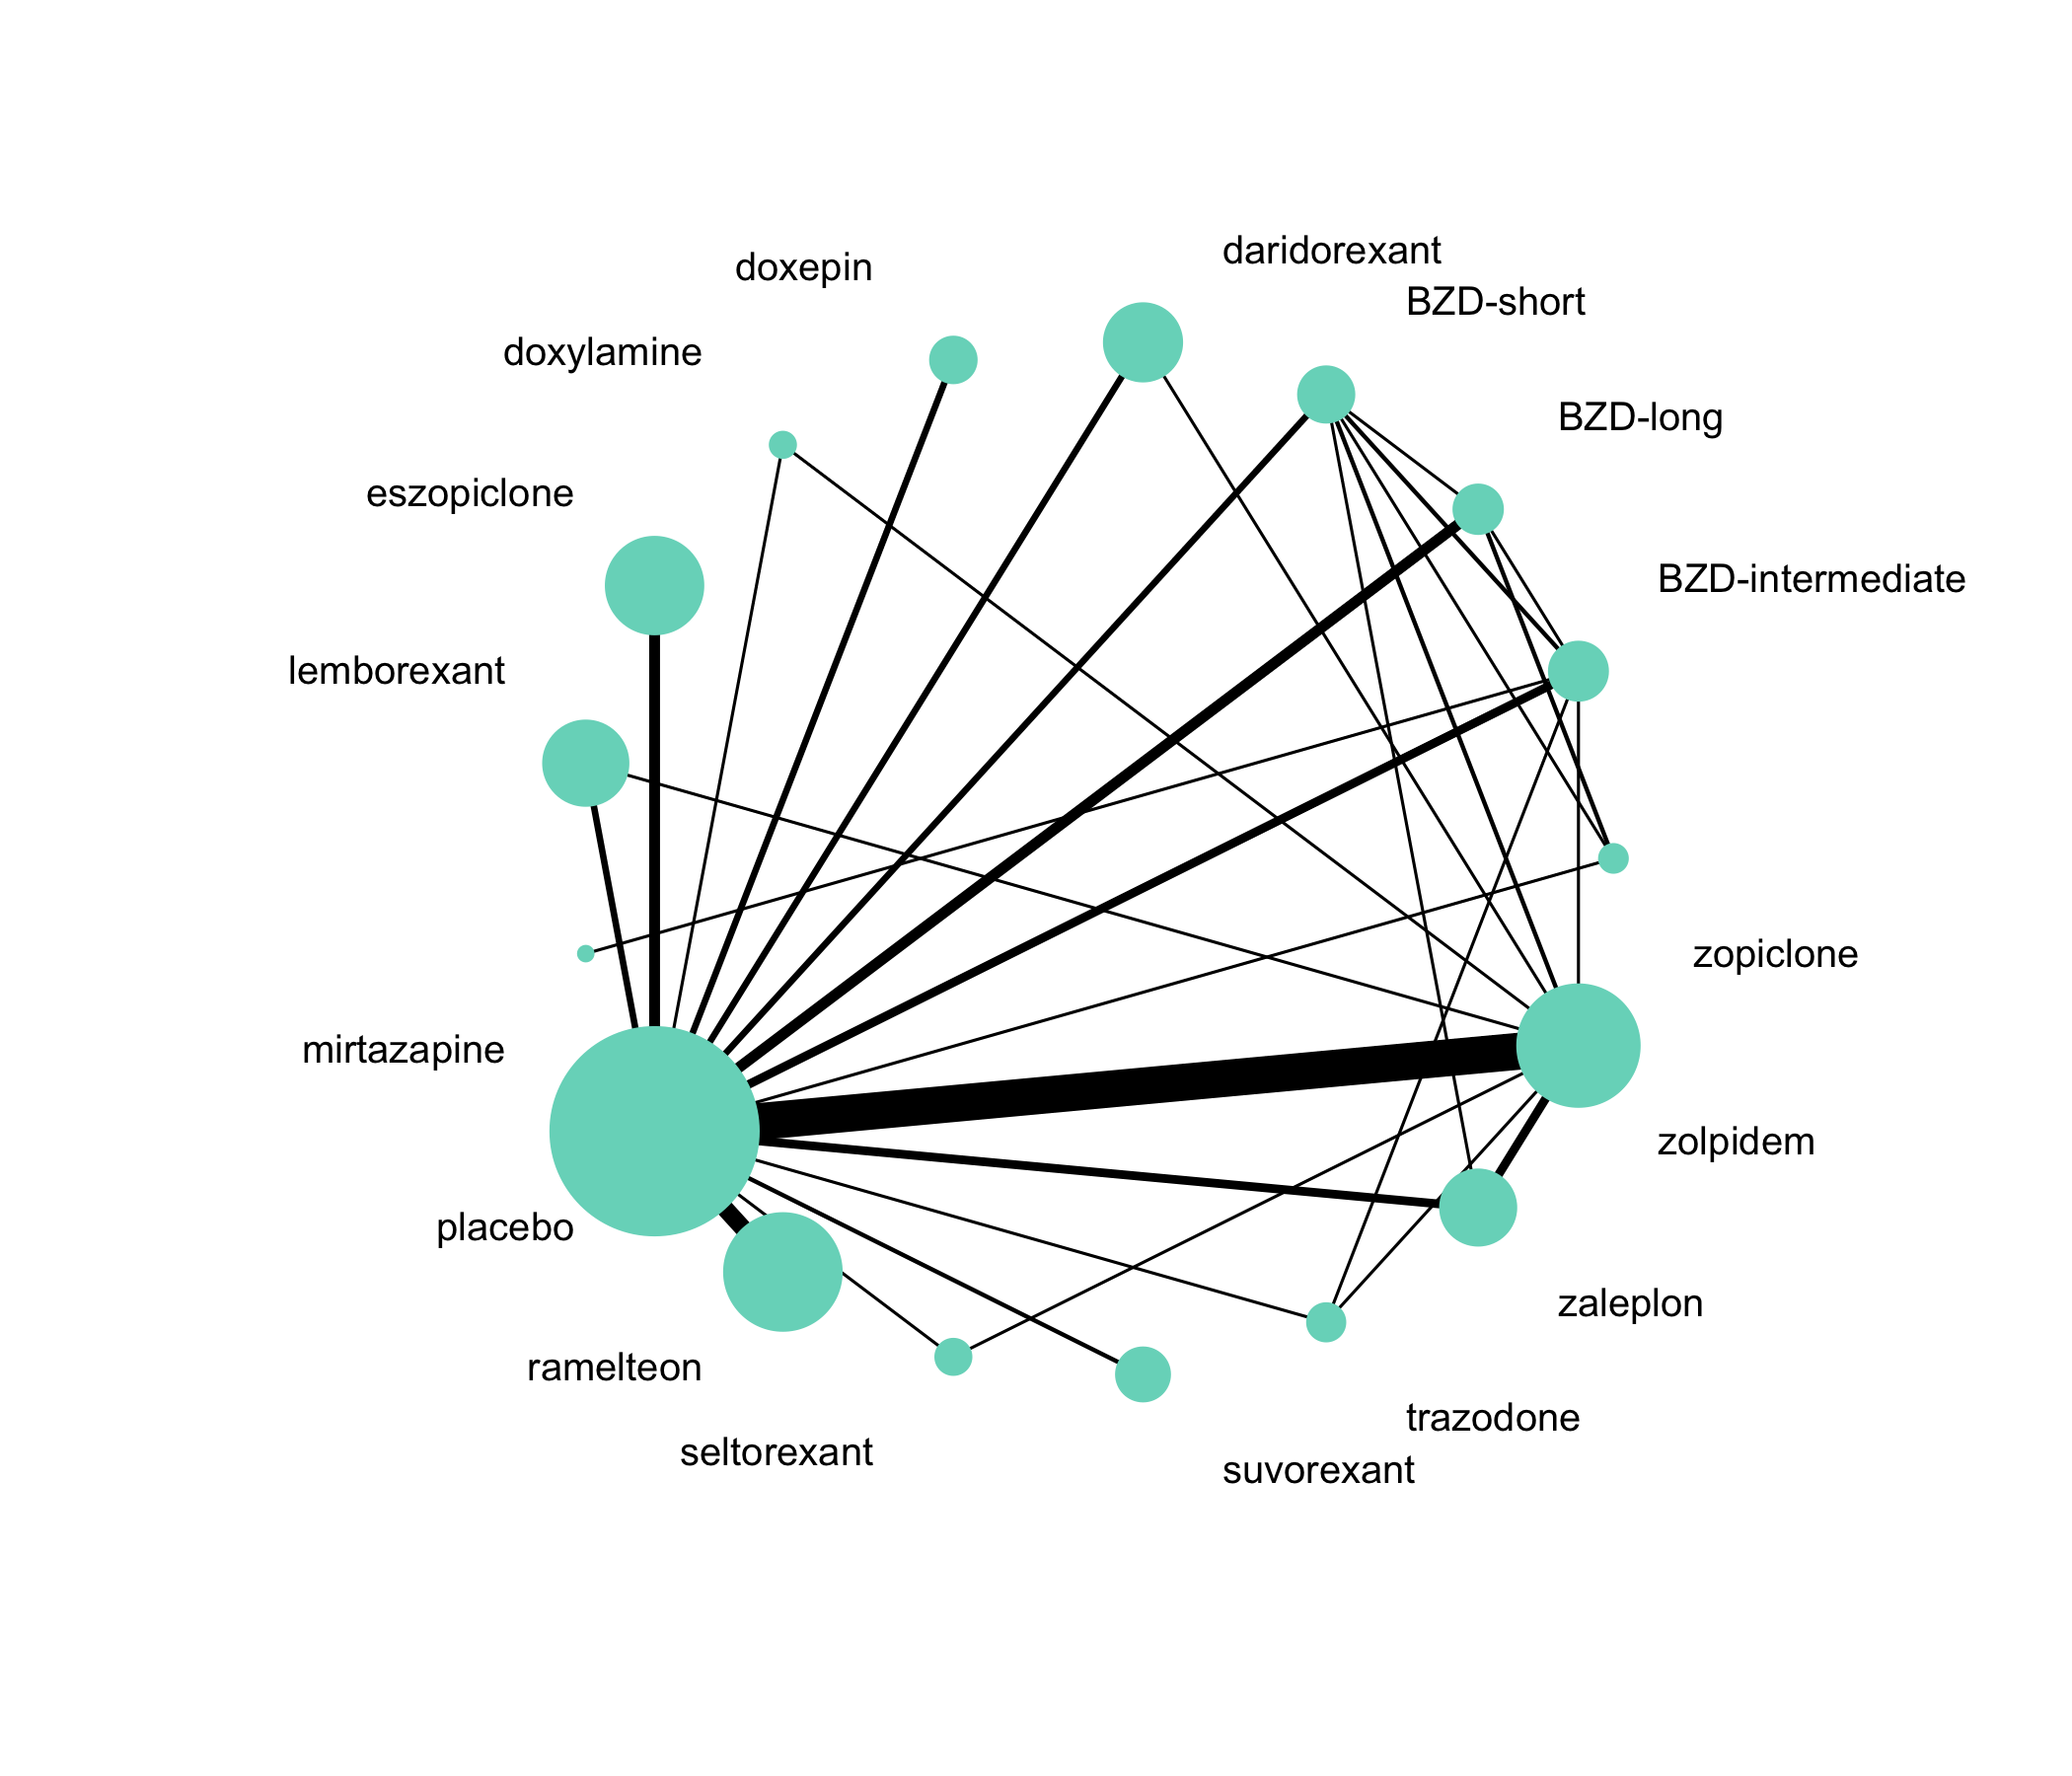 daridorexant
doxepin
BZD-short
doxylamine
BZD-long
eszopiclone
BZD-intermediate
lemborexant
zopiclone
mirtazapine
zolpidem
placebo
zaleplon
ramelteon
trazodone
seltorexant
suvorexant